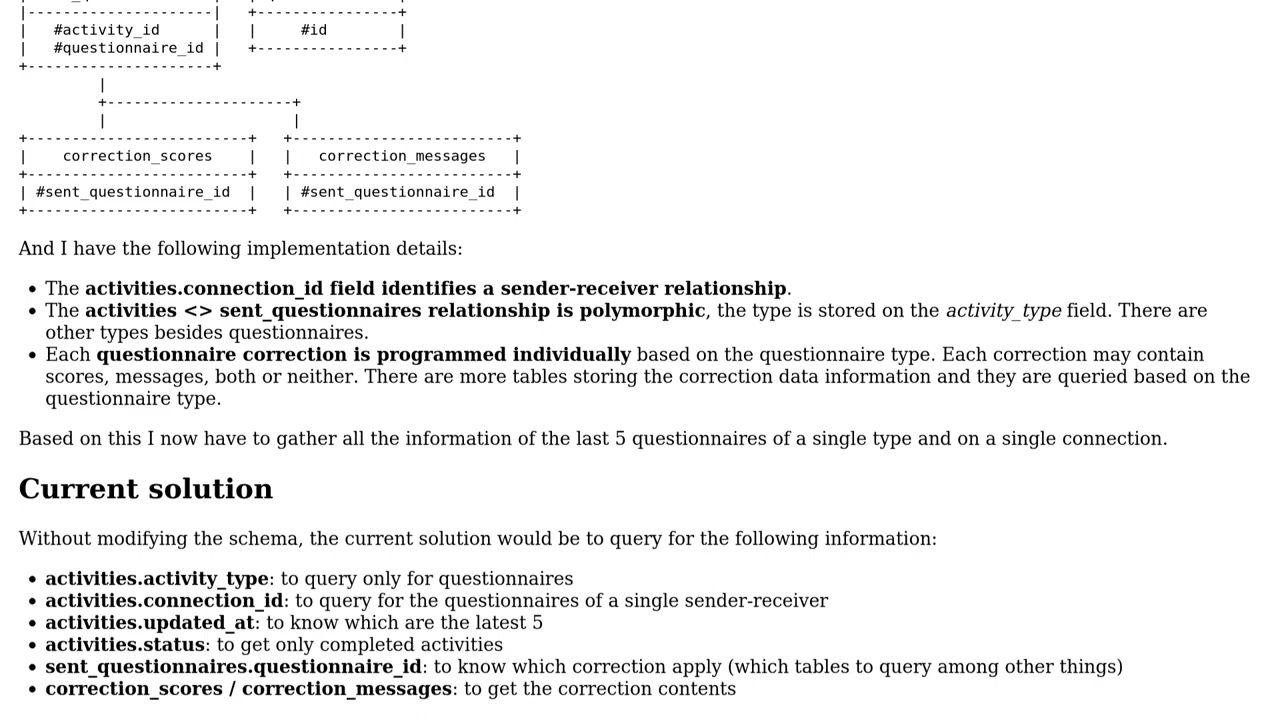 |---------------------| +----------------+
| #activity_id | | #id |
| #questionnaire_id | +----------------+
+---------------------+
|
+---------------------+
| |
+-------------------------+ +-------------------------+
| correction_scores | | correction_messages |
+-------------------------+ +-------------------------+
| #sent_questionnaire_id | | #sent_questionnaire_id |
+-------------------------+ +-------------------------+
And I have the following implementation details:
• The activities.connection_id field identifies a sender-receiver relationship.
• The activities <> sent_questionnaires relationship is polymorphic, the type is stored on the activity_type field. There are
other types besides questionnaires.
• Each questionnaire correction is programmed individually based on the questionnaire type. Each correction may contain
scores, messages, both or neither. There are more tables storing the correction data information and they are queried based on the
questionnaire type.
Based on this I now have to gather all the information of the last 5 questionnaires of a single type and on a single connection.
Current solution
Without modifying the schema, the current solution would be to query for the following information:
• activities.activity_type: to query only for questionnaires
• activities.connection_id: to query for the questionnaires of a single sender-receiver
• activities.updated_at: to know which are the latest 5
• activities.status: to get only completed activities
• sent_questionnaires.questionnaire_id: to know which correction apply (which tables to query among other things)
• correction_scores / correction_messages: to get the correction contents